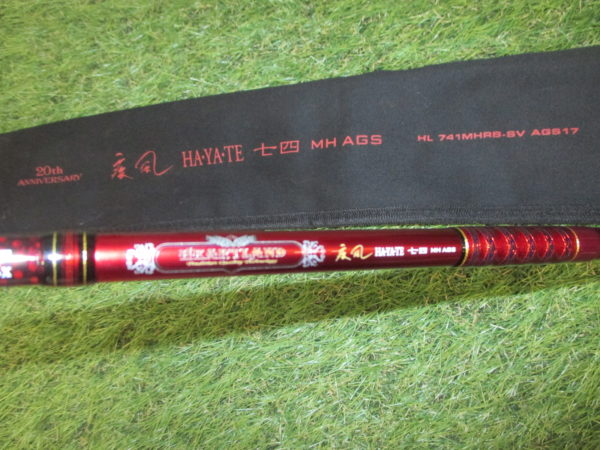 20th
ANNIVERSARY
疾風 HA·YA·TE 七四 MH AGS
HL 741MHRB-SV AGS17
HEARTLAND
疾風 HA·YA·TE 七四 MH AGS